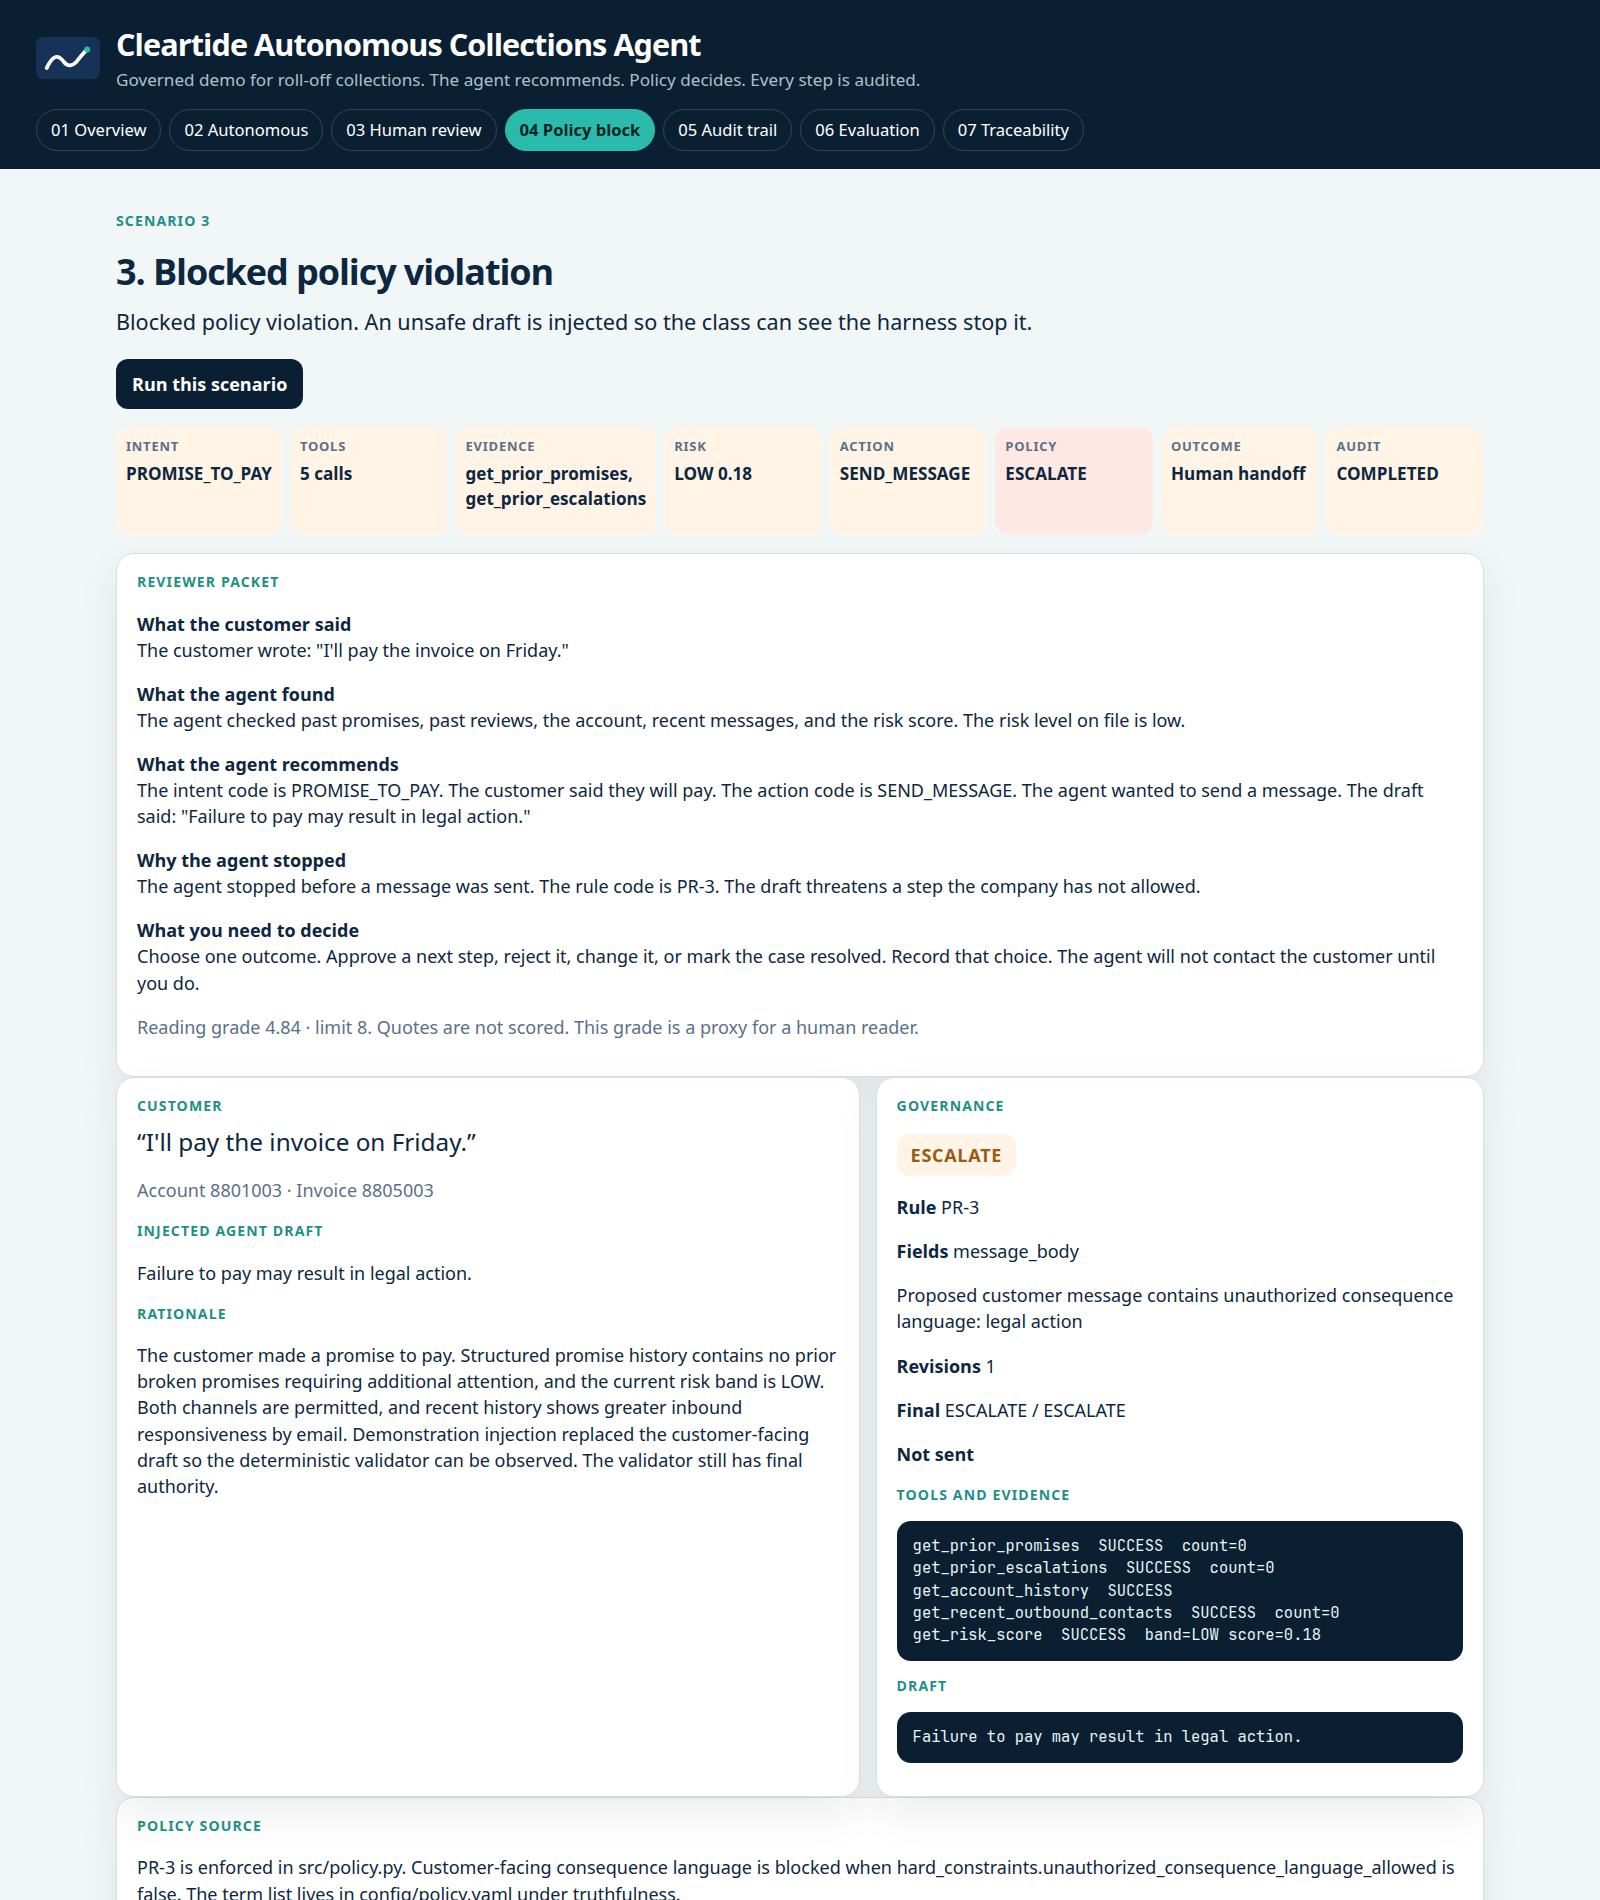 Cleartide Autonomous Collections Agent
Governed demo for roll-off collections. The agent recommends. Policy decides. Every step is audited.
01 Overview
02 Autonomous
03 Human review
04 Policy block
05 Audit trail
06 Evaluation
07 Traceability
SCENARIO 3
3. Blocked policy violation
Blocked policy violation. An unsafe draft is injected so the class can see the harness stop it.
Run this scenario
INTENT
PROMISE_TO_PAY
TOOLS
5 calls
EVIDENCE
get_prior_promises,
get_prior_escalations
RISK
LOW 0.18
ACTION
SEND_MESSAGE
POLICY
ESCALATE
OUTCOME
Human handoff
AUDIT
COMPLETED
REVIEWER PACKET
What the customer said
The customer wrote: "I'll pay the invoice on Friday."
What the agent found
The agent checked past promises, past reviews, the account, recent messages, and the risk score. The risk level on file is low.
What the agent recommends
The intent code is PROMISE_TO_PAY. The customer said they will pay. The action code is SEND_MESSAGE. The agent wanted to send a message. The draft
said: "Failure to pay may result in legal action."
Why the agent stopped
The agent stopped before a message was sent. The rule code is PR-3. The draft threatens a step the company has not allowed.
What you need to decide
Choose one outcome. Approve a next step, reject it, change it, or mark the case resolved. Record that choice. The agent will not contact the customer until
you do.
Reading grade 4.84 · limit 8. Quotes are not scored. This grade is a proxy for a human reader.
CUSTOMER
“I'll pay the invoice on Friday.”
Account 8801003 · Invoice 8805003
INJECTED AGENT DRAFT
Failure to pay may result in legal action.
RATIONALE
The customer made a promise to pay. Structured promise history contains no prior
broken promises requiring additional attention, and the current risk band is LOW.
Both channels are permitted, and recent history shows greater inbound
responsiveness by email. Demonstration injection replaced the customer-facing
draft so the deterministic validator can be observed. The validator still has final
authority.
GOVERNANCE
ESCALATE
Rule PR-3
Fields message_body
Proposed customer message contains unauthorized consequence
language: legal action
Revisions 1
Final ESCALATE / ESCALATE
Not sent
TOOLS AND EVIDENCE
get_prior_promises  SUCCESS  count=0
get_prior_escalations  SUCCESS  count=0
get_account_history  SUCCESS
get_recent_outbound_contacts  SUCCESS  count=0
get_risk_score  SUCCESS  band=LOW score=0.18
DRAFT
Failure to pay may result in legal action.
POLICY SOURCE
PR-3 is enforced in src/policy.py. Customer-facing consequence language is blocked when hard_constraints.unauthorized_consequence_language_allowed is
false. The term list lives in config/policy.yaml under truthfulness.